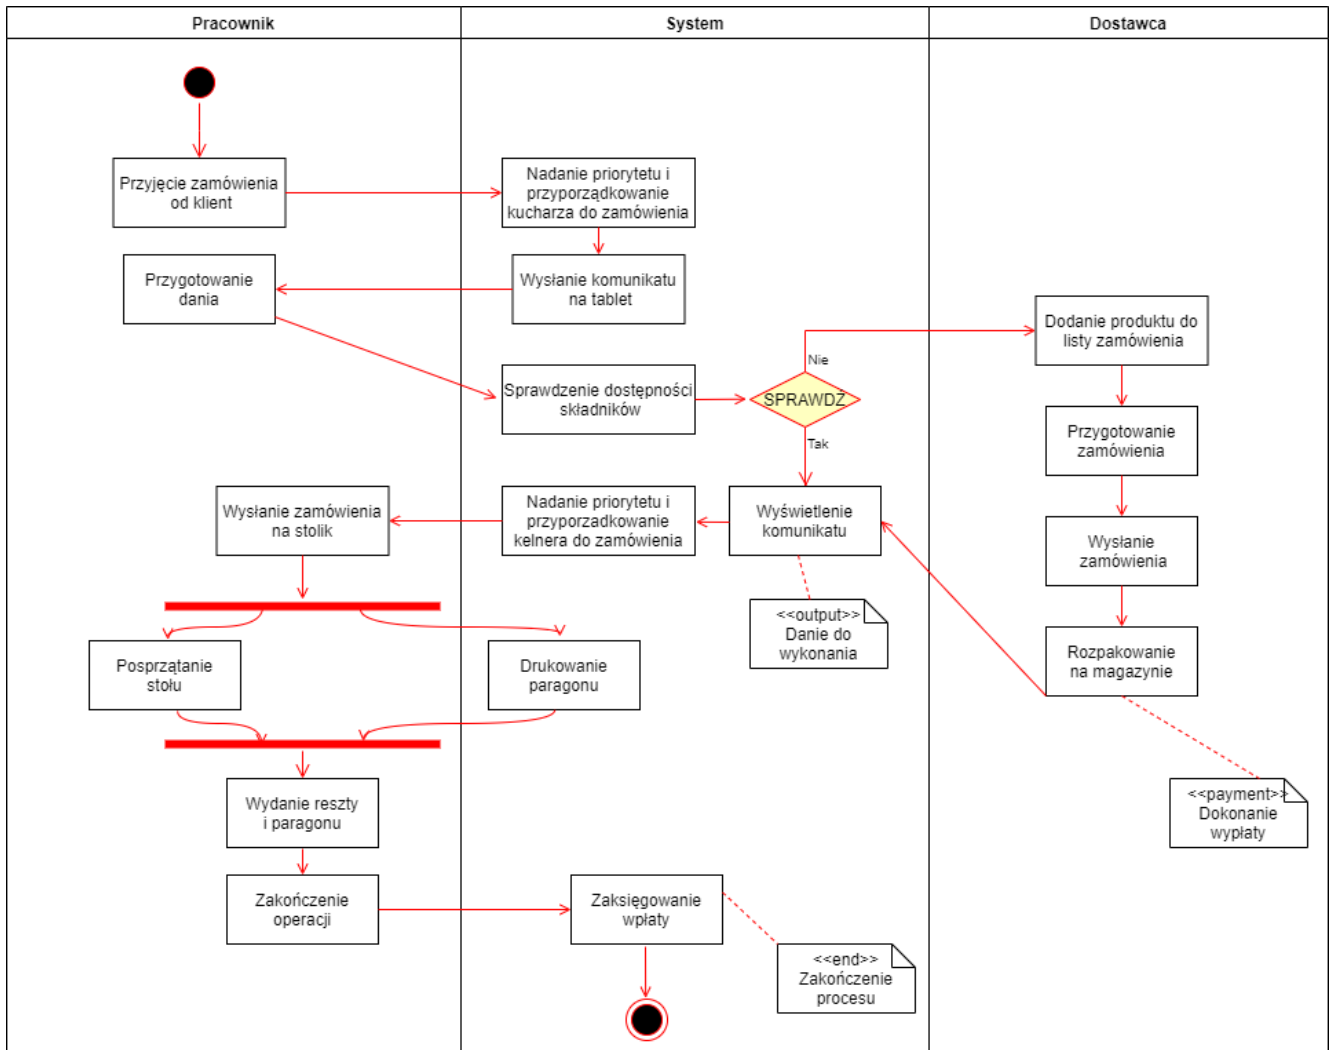 Pracownik
System
Dostawca
Przyjęcie zamówienia
od klient
Nadanie priorytetu i
przyporządkowanie
kucharza do zamówienia
Przygotowanie
dania
Wysłanie komunikatu
na tablet
Dodanie produktu do
listy zamówienia
Nie
Sprawdzenie dostępności
składników
SPRAWDŹ
Tak
Przygotowanie
zamówienia
Wysłanie zamówienia
na stolik
Nadanie priorytetu i
przyporzadkowanie
kelnera do zamówienia
Wyświetlenie
komunikatu
Wysłanie
zamówienia
<<output>>
Danie do
wykonania
Posprzątanie
stołu
Drukowanie
paragonu
Rozpakowanie
na magazynie
Wydanie reszty
i paragonu
<<payment>>
Dokonanie
wypłaty
Zakończenie
operacji
Zaksięgowanie
wpłaty
<<end>>
Zakończenie
procesu